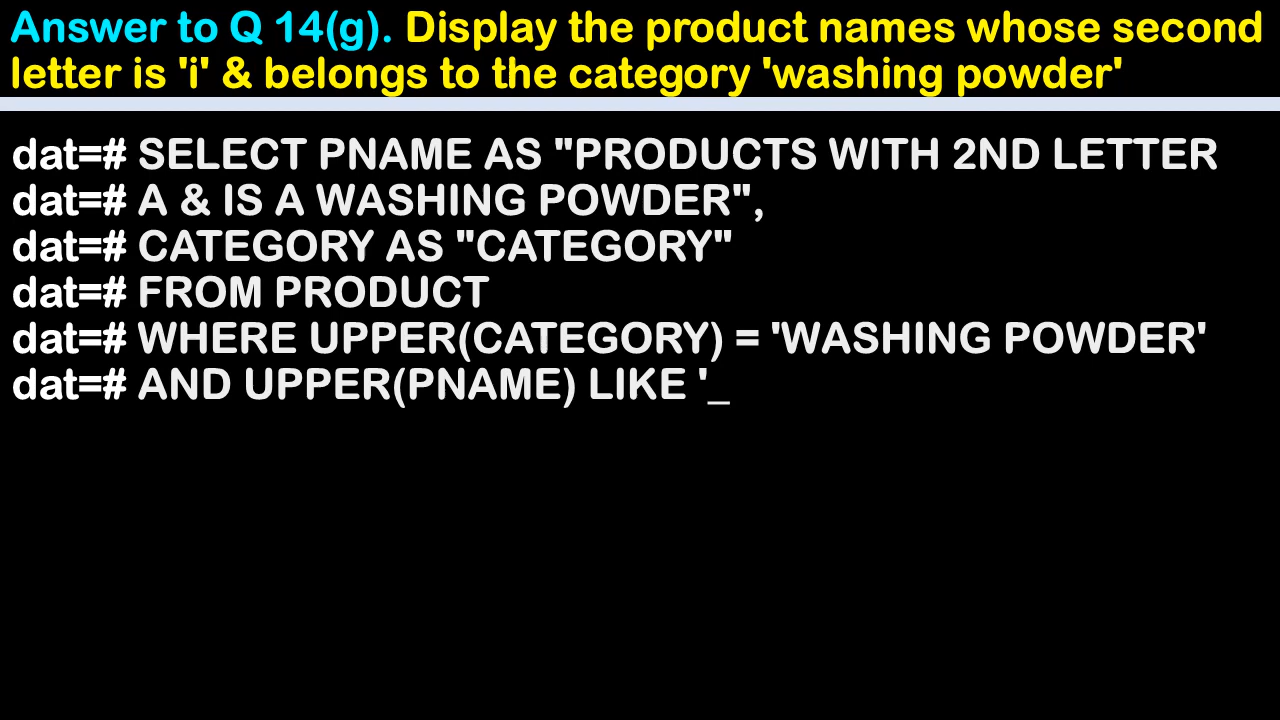 Answer to Q 14(g). Display the product names whose second
letter is 'i' & belongs to the category 'washing powder'
dat=# SELECT PNAME AS "PRODUCTS WITH 2ND LETTER
dat=# A & IS A WASHING POWDER",
dat=# CATEGORY AS "CATEGORY"
dat=# FROM PRODUCT
dat=# WHERE UPPER(CATEGORY) = 'WASHING POWDER'
dat=# AND UPPER(PNAME) LIKE '_